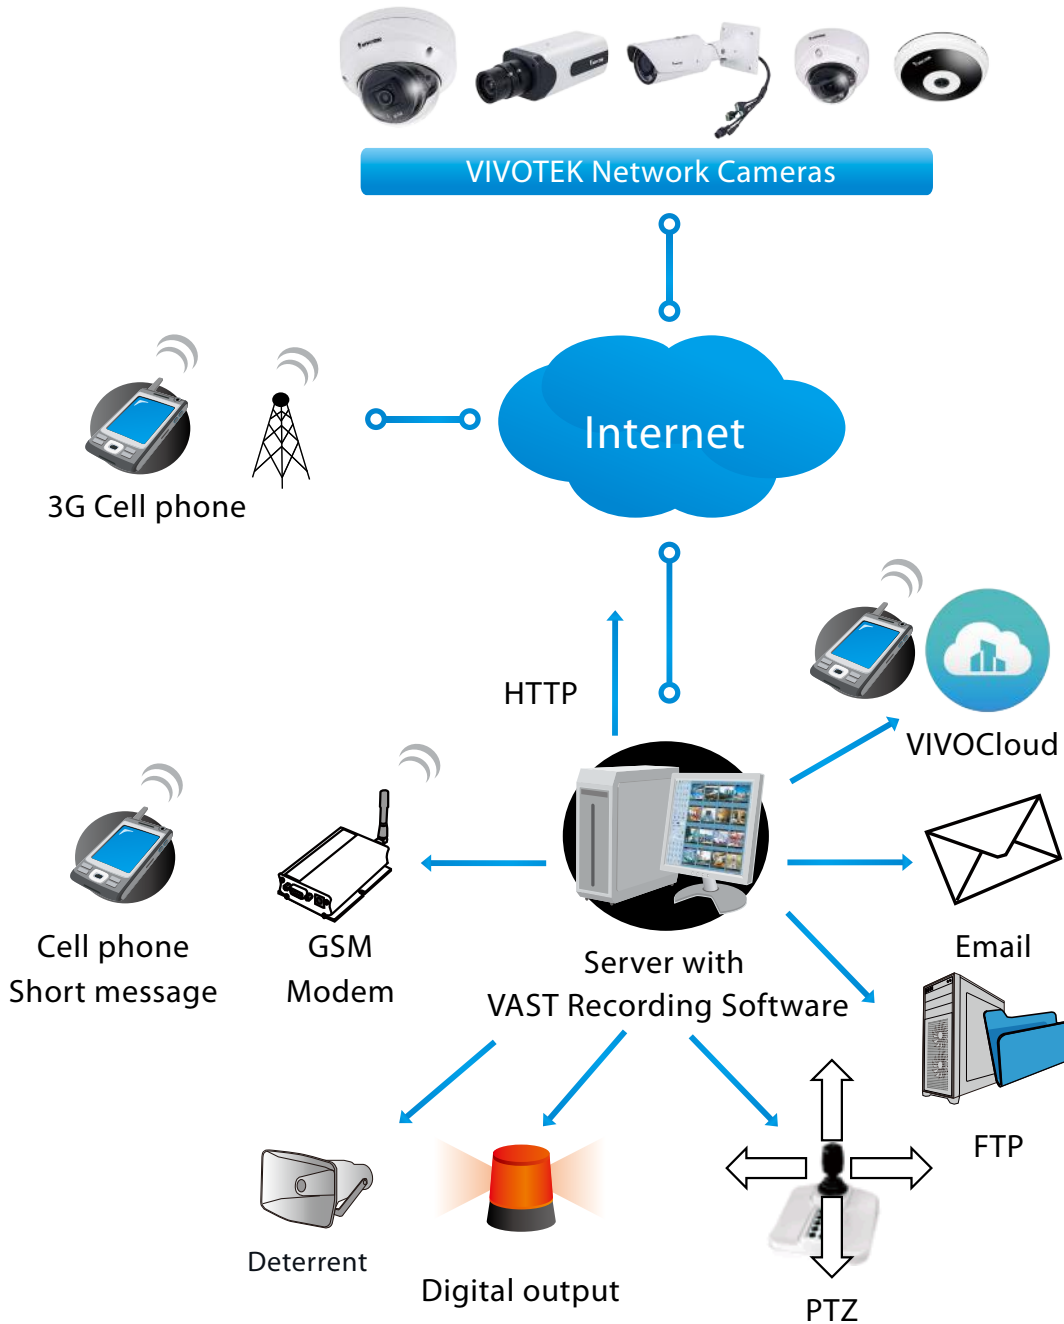 VIVOTEK Network Cameras
Internet
3G Cell phone
HTTP
VIVOCloud
Cell phone
Short message
GSM
Modem
Server with
VAST Recording Software
Email
FTP
Deterrent
Digital output
PTZ